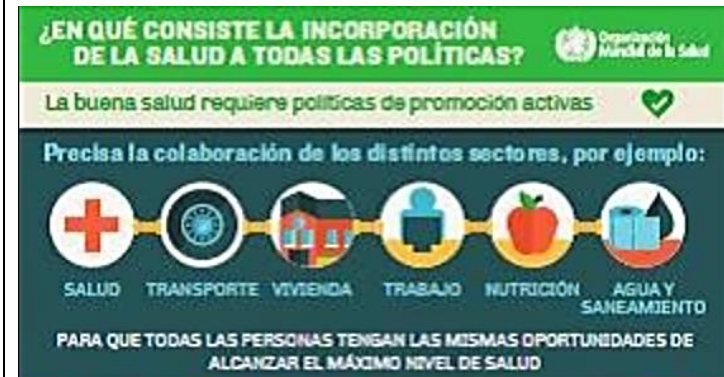 ¿EN QUÉ CONSISTE LA INCORPORACIÓN
DE LA SALUD A TODAS LAS POLÍTICAS?
Organización
Mundial de la Salud
La buena salud requiere políticas de promoción activas
Precisa la colaboración de los distintos sectores, por ejemplo:
SALUD TRANSPORTE VIVIENDA TRABAJO NUTRICIÓN AGUA Y
SANEAMIENTO
PARA QUE TODAS LAS PERSONAS TENGAN LAS MISMAS OPORTUNIDADES DE
ALCANZAR EL MÁXIMO NIVEL DE SALUD